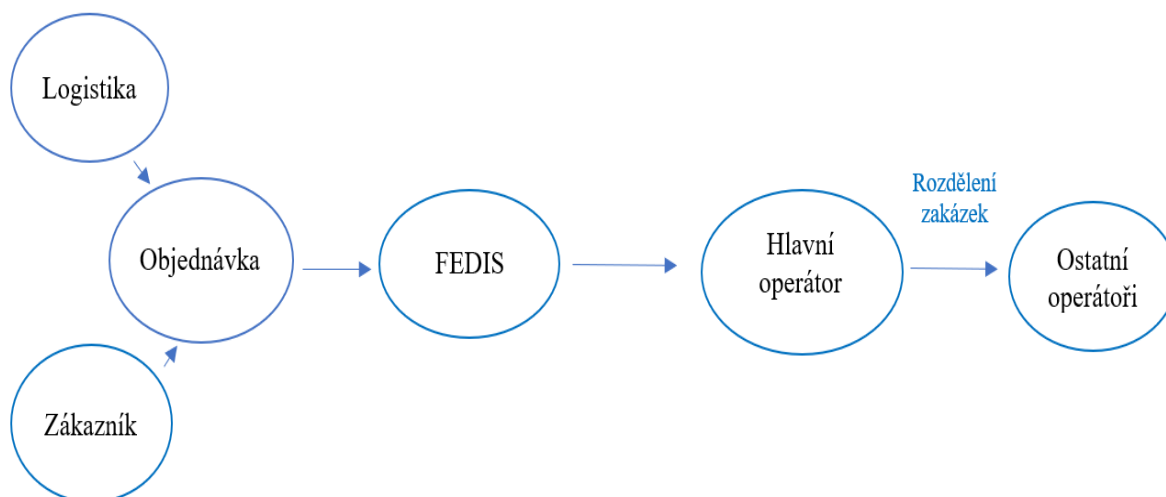 Logistika
Objednávka
Zákazník
FEDIS
Hlavní
operátor
Rozdělení
zakázek
Ostatní
operátoři